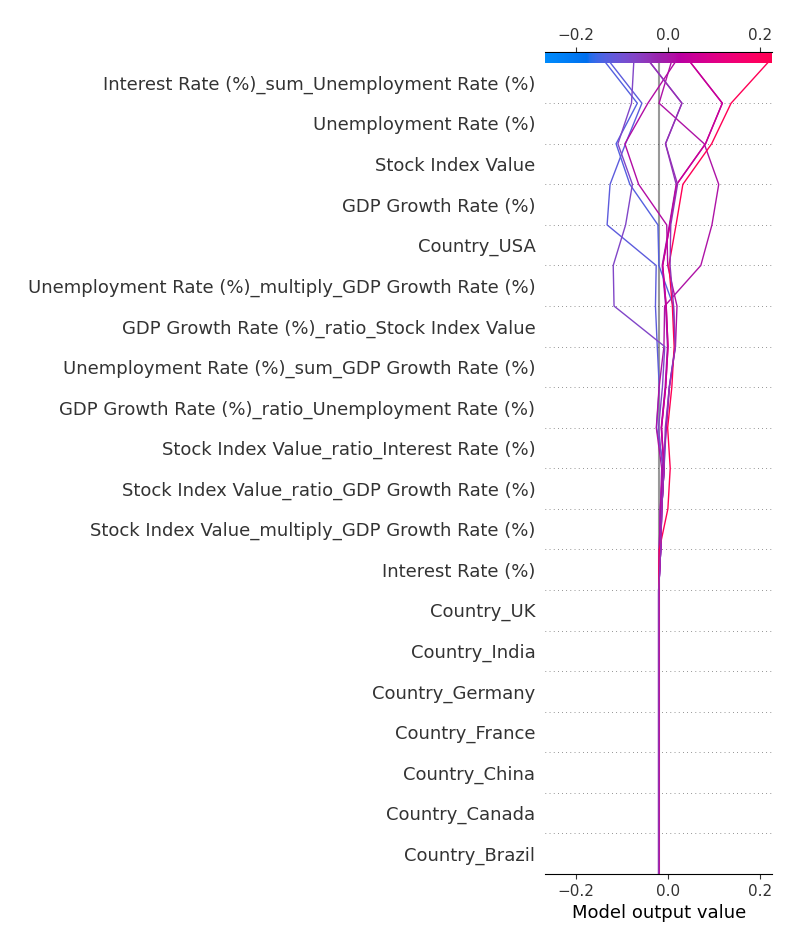 −0.2 0.0 0.2
Interest Rate (%)_sum_Unemployment Rate (%)
Unemployment Rate (%)
Stock Index Value
GDP Growth Rate (%)
Country_USA
Unemployment Rate (%)_multiply_GDP Growth Rate (%)
GDP Growth Rate (%)_ratio_Stock Index Value
Unemployment Rate (%)_sum_GDP Growth Rate (%)
GDP Growth Rate (%)_ratio_Unemployment Rate (%)
Stock Index Value_ratio_Interest Rate (%)
Stock Index Value_ratio_GDP Growth Rate (%)
Stock Index Value_multiply_GDP Growth Rate (%)
Interest Rate (%)
Country_UK
Country_India
Country_Germany
Country_France
Country_China
Country_Canada
Country_Brazil
−0.2 0.0 0.2
Model output value